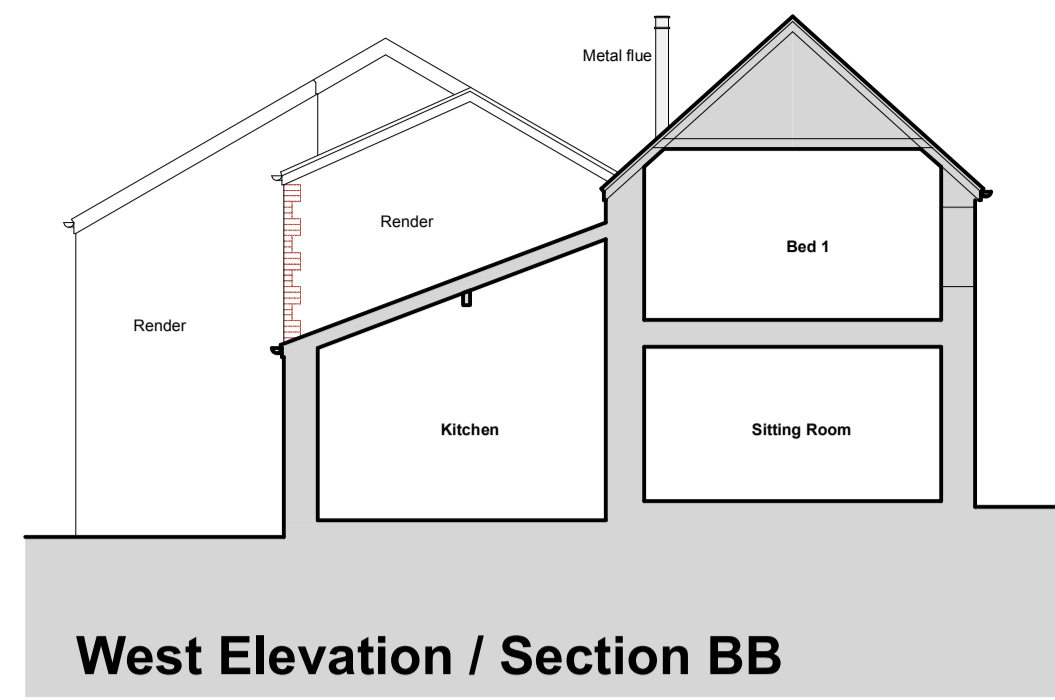 Metal flue
Render
Bed 1
Render
Kitchen
Sitting Room
West Elevation / Section BB